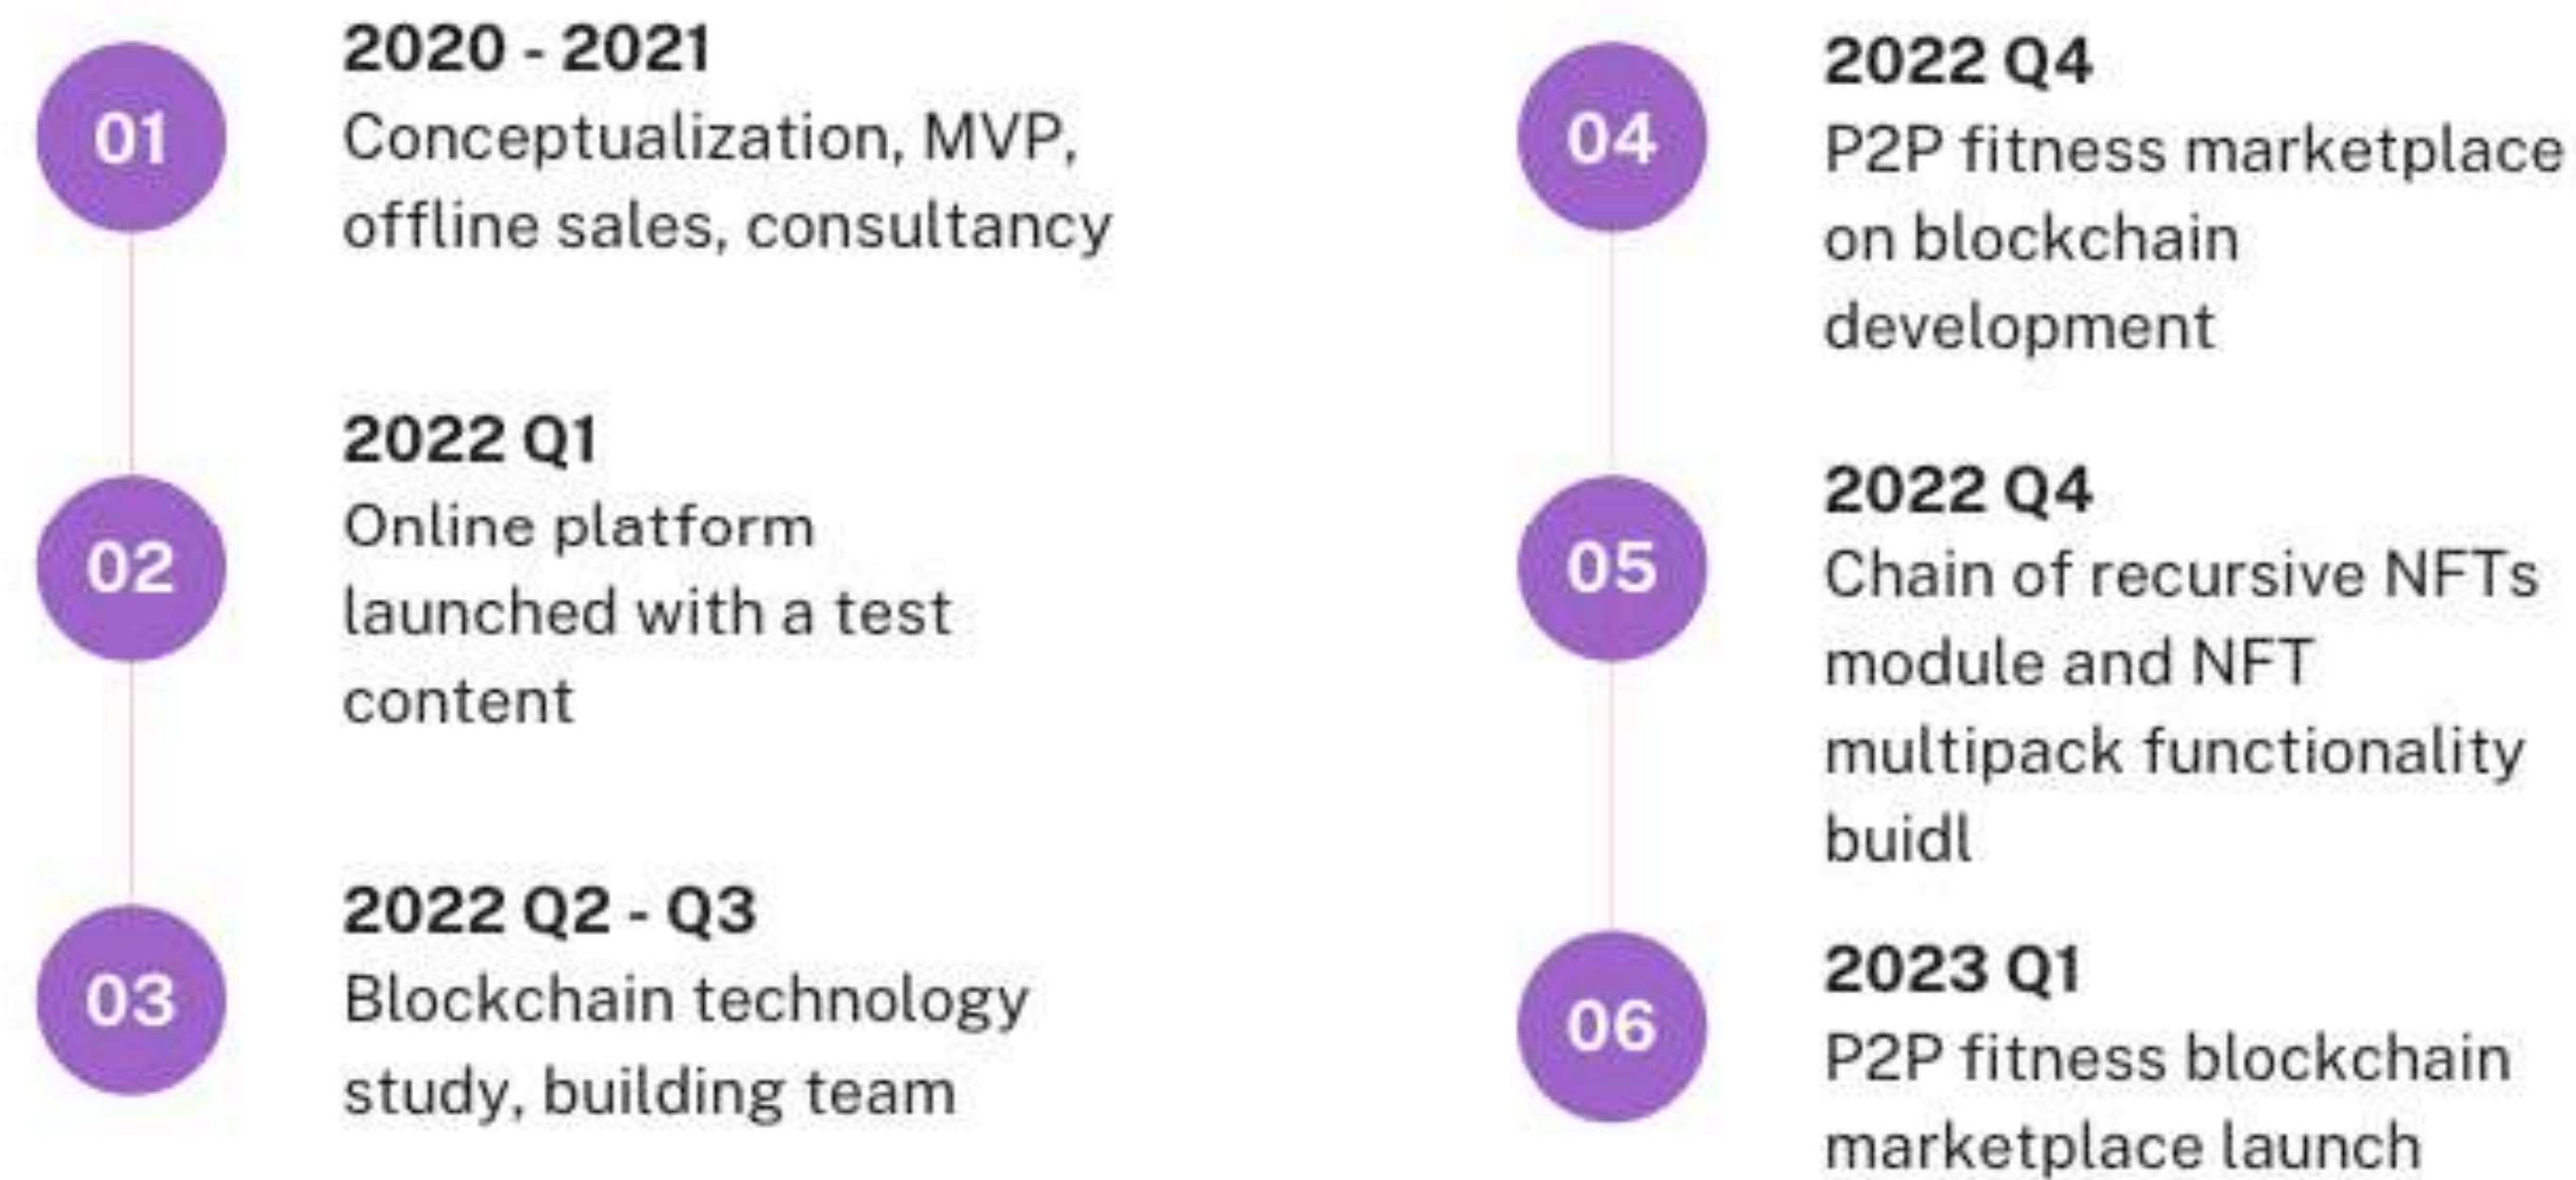 01
2020 - 2021
Conceptualization, MVP,
offline sales, consultancy
02
2022 Q1
Online platform
launched with a test
content
03
2022 Q2 - Q3
Blockchain technology
study, building team
04
2022 Q4
P2P fitness marketplace
on blockchain
development
05
2022 Q4
Chain of recursive NFTs
module and NFT
multipack functionality
buidl
06
2023 Q1
P2P fitness blockchain
marketplace launch